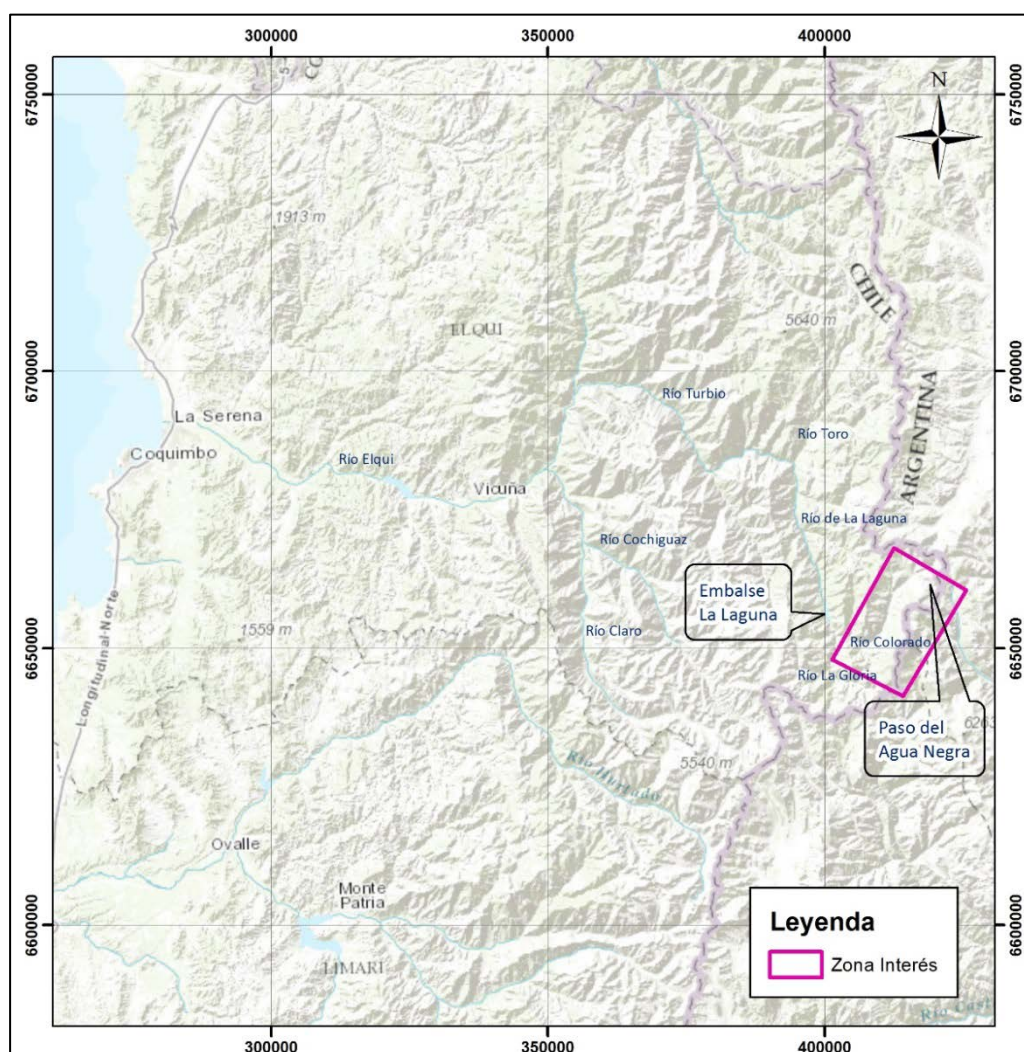 300000
350000
400000
6750000
6750000
N
CO
1913 m
CHILE
ELQUI
5640 m
6700000
6700000
Río Turbio
ARGENTINA
La Serena
Río Toro
Coquimbo
Río Elqui
Vicuña
Río de La Laguna
Río Cochiguaz
Embalse
La Laguna
1559 m
Río Claro
Río Colorado
6650000
6650000
Longitudinal Norte
Río La Gloria
Paso del
Agua Negra
6263
5540 m
Río Hurtado
Ovalle
Monte
Patria
Leyenda
6600000
6600000
Zona Interés
LIMARI
300000
350000
400000